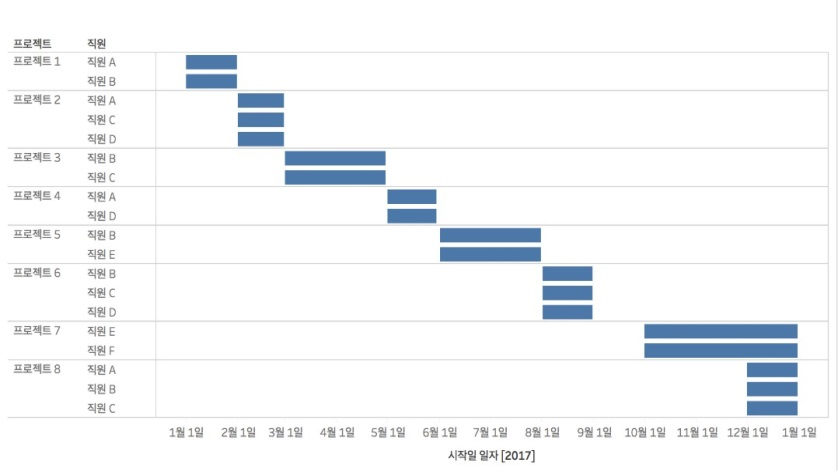 프로젝트 직원
프로젝트 1 직원 A
직원 B
프로젝트 2 직원 A
직원 C
직원 D
프로젝트 3 직원 B
직원 C
프로젝트 4 직원 A
직원 D
프로젝트 5 직원 B
직원 E
프로젝트 6 직원 B
직원 C
직원 D
프로젝트 7 직원 E
직원 F
프로젝트 8 직원 A
직원 B
직원 C
1월 1일 2월 1일 3월 1일 4월 1일 5월 1일 6월 1일 7월 1일 8월 1일 9월 1일 10월 1일 11월 1일 12월 1일 1월 1일
시작일 일자 [2017]